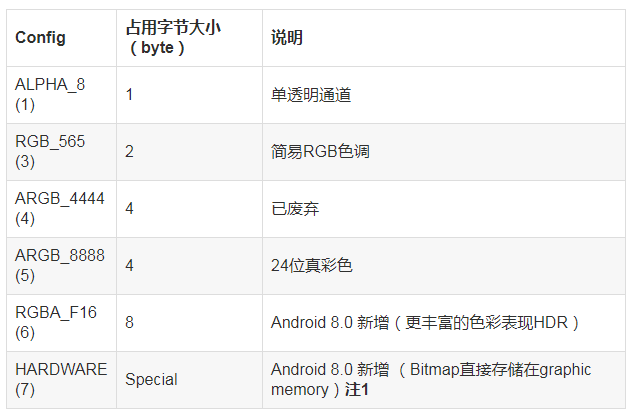 Config
占用字节大小
（byte）
说明
ALPHA_8
(1)
1
单透明通道
RGB_565
(3)
2
简易RGB色调
ARGB_4444
(4)
4
已废弃
ARGB_8888
(5)
4
24位真彩色
RGBA_F16
(6)
8
Android 8.0 新增（更丰富的色彩表现HDR）
HARDWARE
(7)
Special
Android 8.0 新增 （Bitmap直接存储在graphic
memory）注1